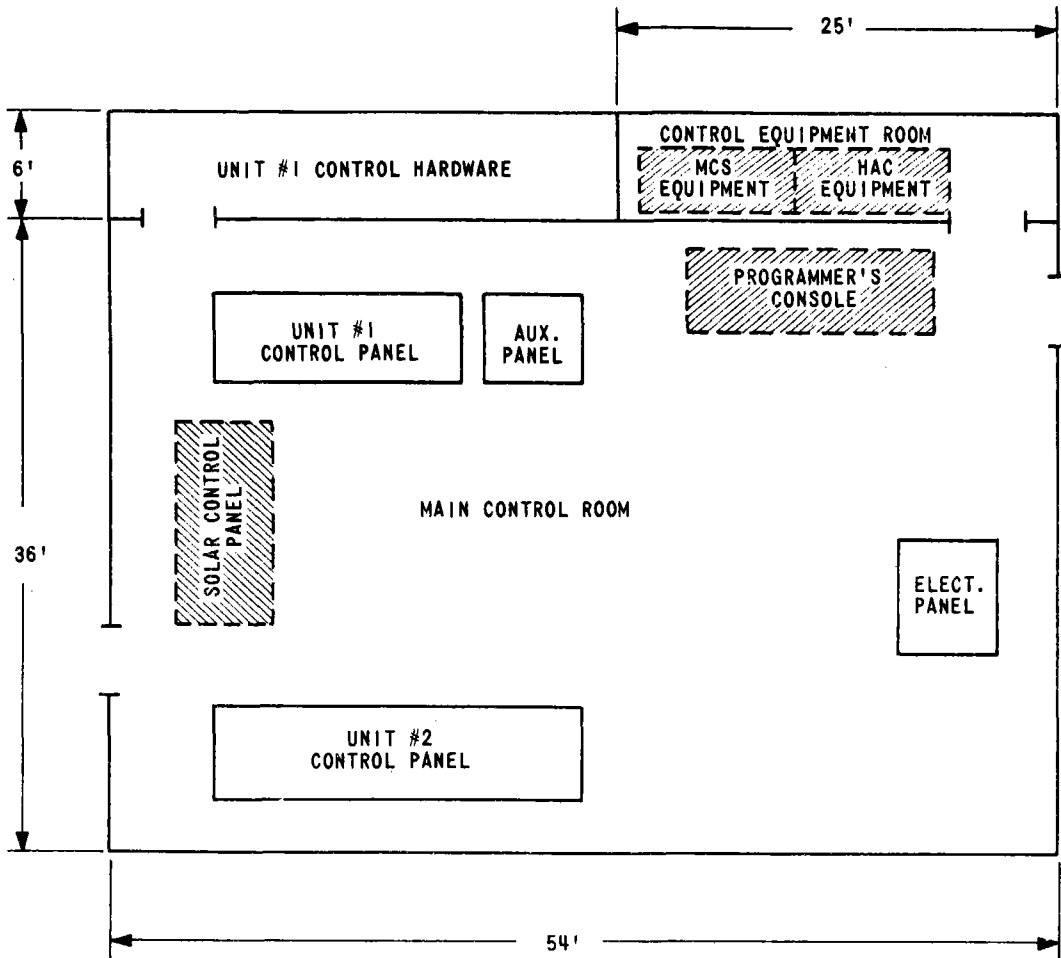 25'
6'
UNIT #1 CONTROL HARDWARE
CONTROL EQUIPMENT ROOM
MCS
EQUIPMENT
HAC
EQUIPMENT
PROGRAMMER'S
CONSOLE
UNIT #1
CONTROL PANEL
AUX.
PANEL
SOLAR CONTROL
PANEL
MAIN CONTROL ROOM
36'
ELECT.
PANEL
UNIT #2
CONTROL PANEL
54'